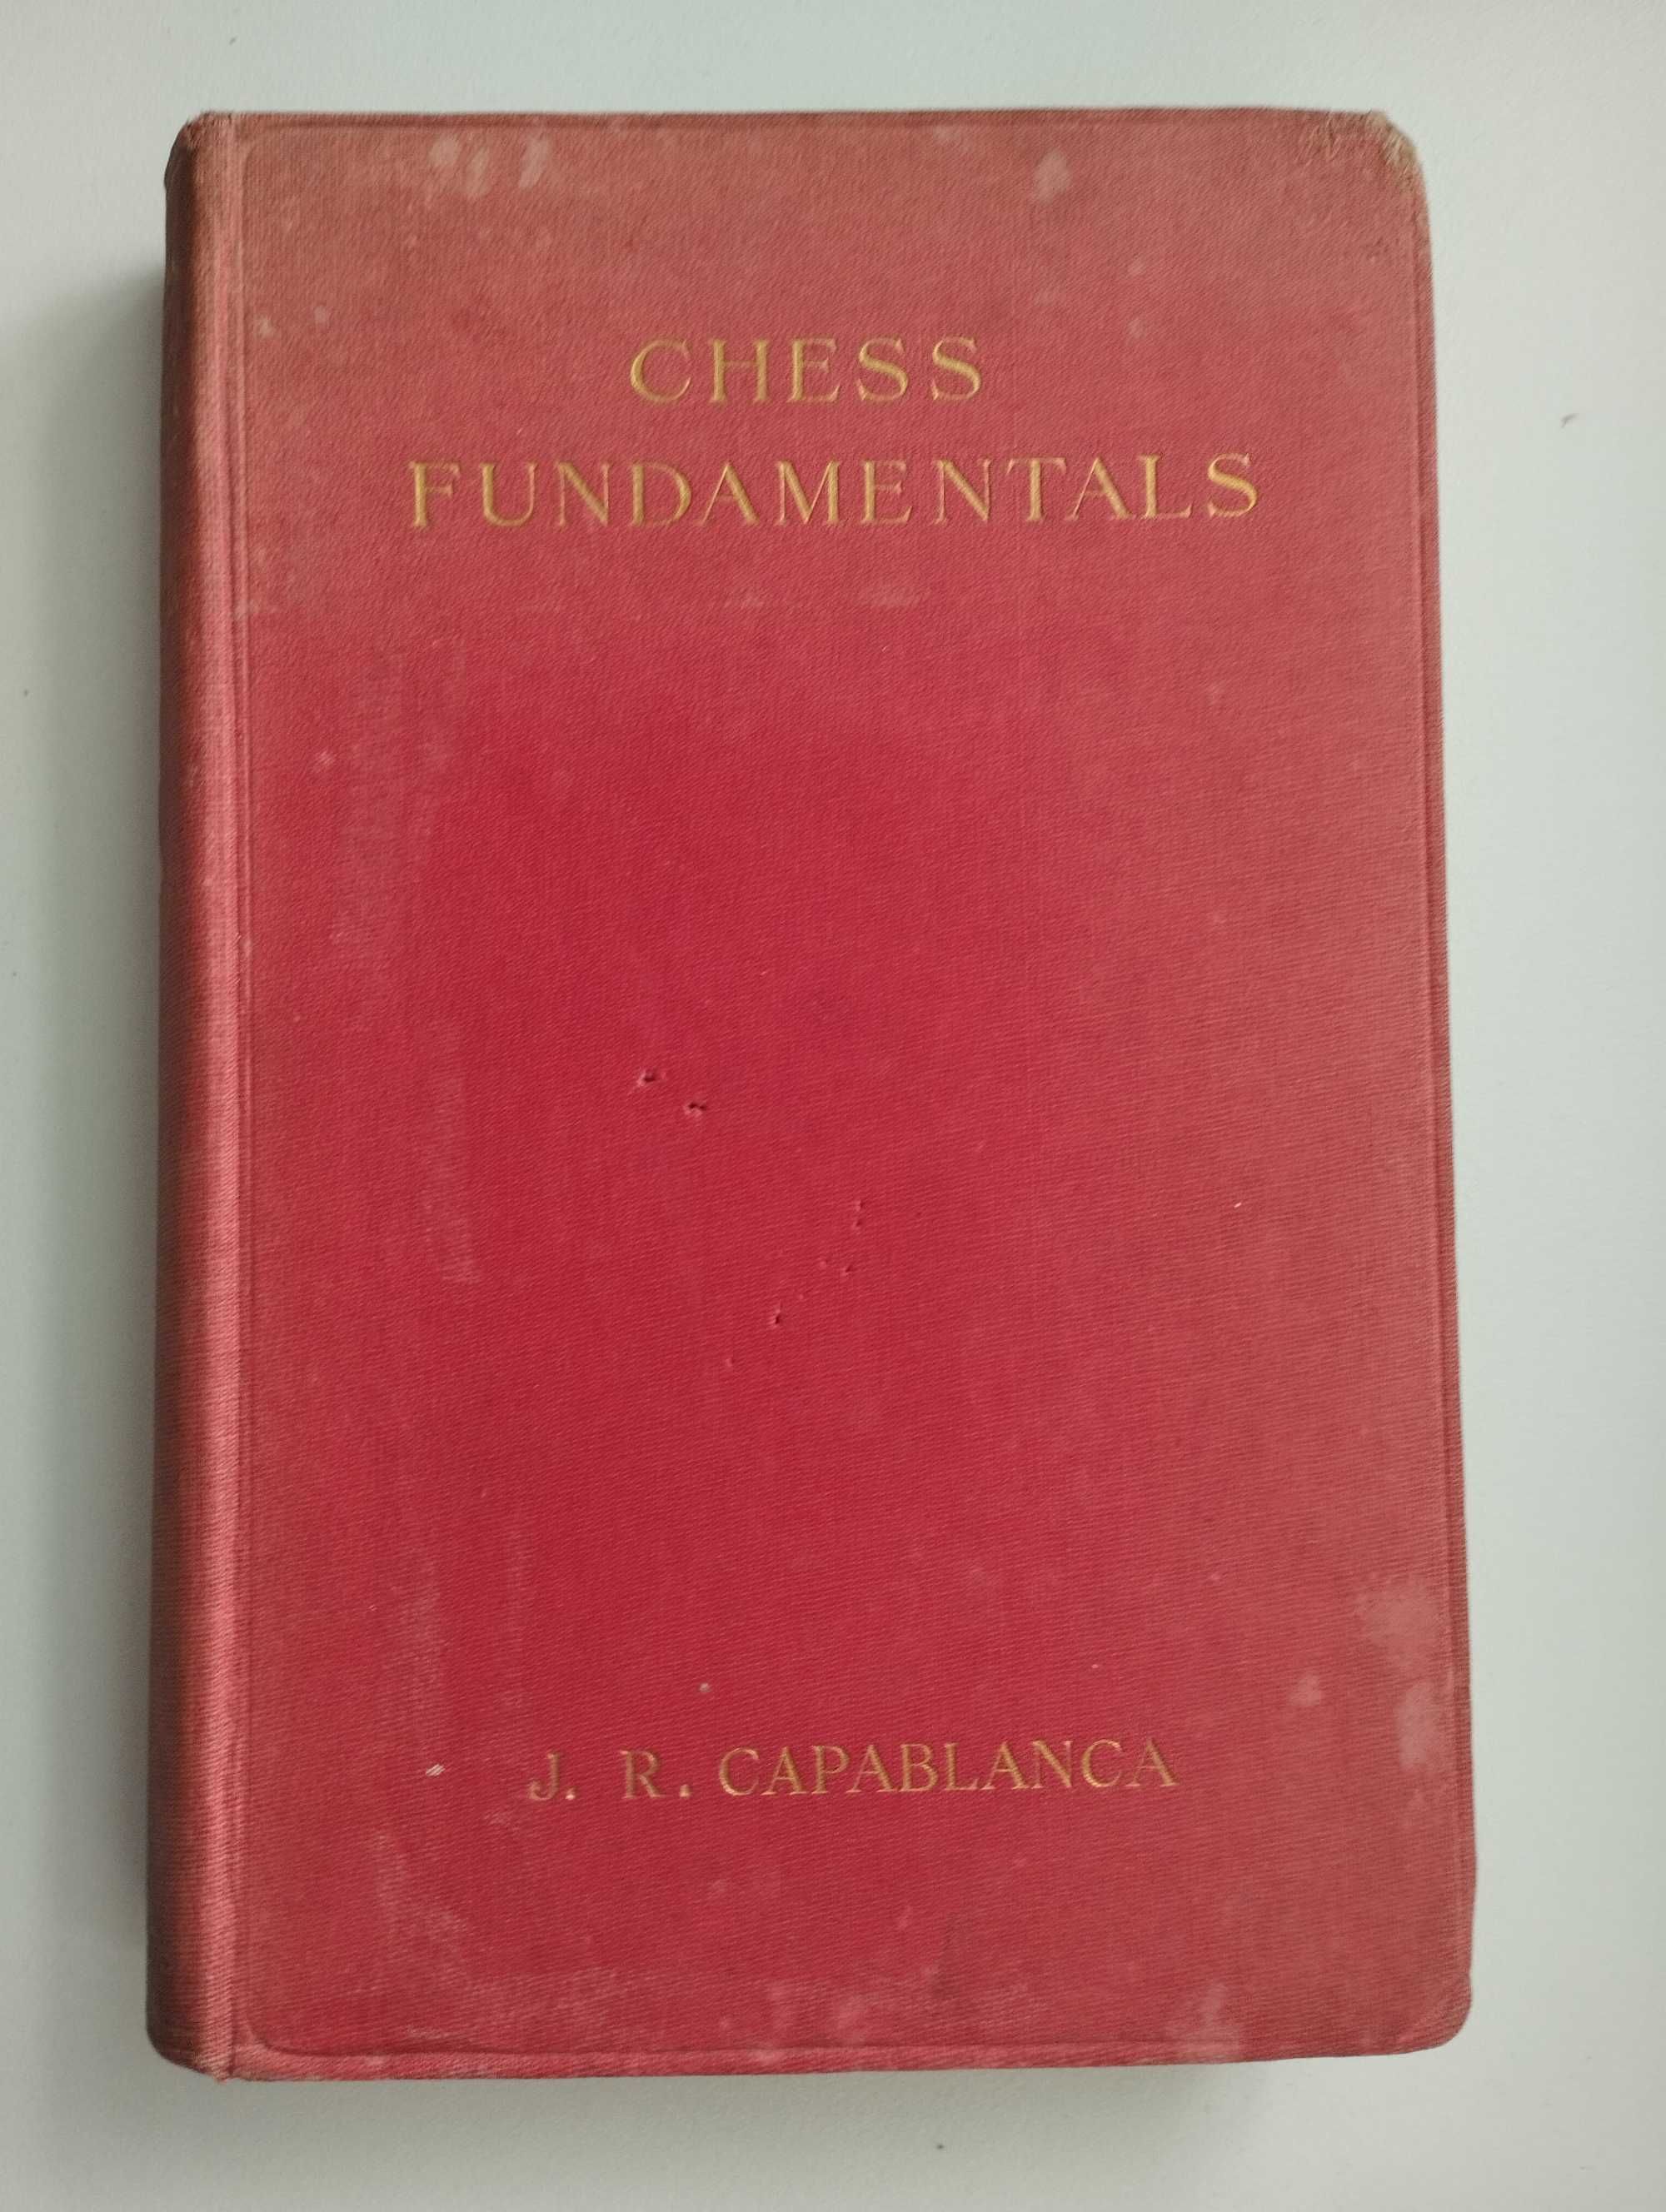 CHESS
FUNDAMENTALS
J. R. CAPABLANCA